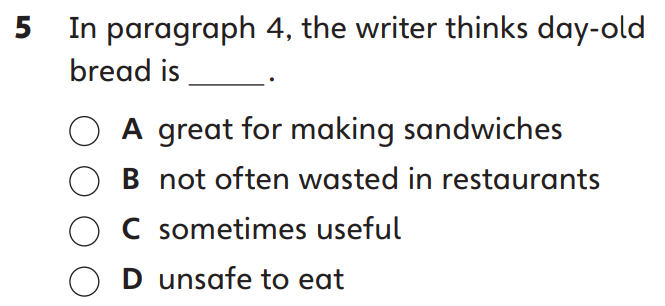 5 In paragraph 4, the writer thinks day-old
bread is _____.
A great for making sandwiches
B not often wasted in restaurants
C sometimes useful
D unsafe to eat